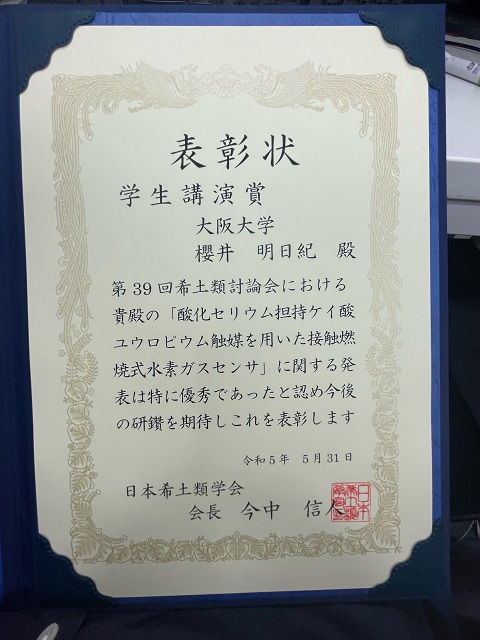 表彰状
学生講演賞
大阪大学
櫻井 明日紀 殿
第39回希土類討論会における
貴殿の「酸化セリウム担持ケイ酸
ユウロピウム触媒を用いた接触燃
焼式水素ガスセンサ」に関する発
表は特に優秀であったと認め今後
の研鑽を期待しこれを表彰します
令和5年 5月31日
日本希土類学会
会長 今中 信人